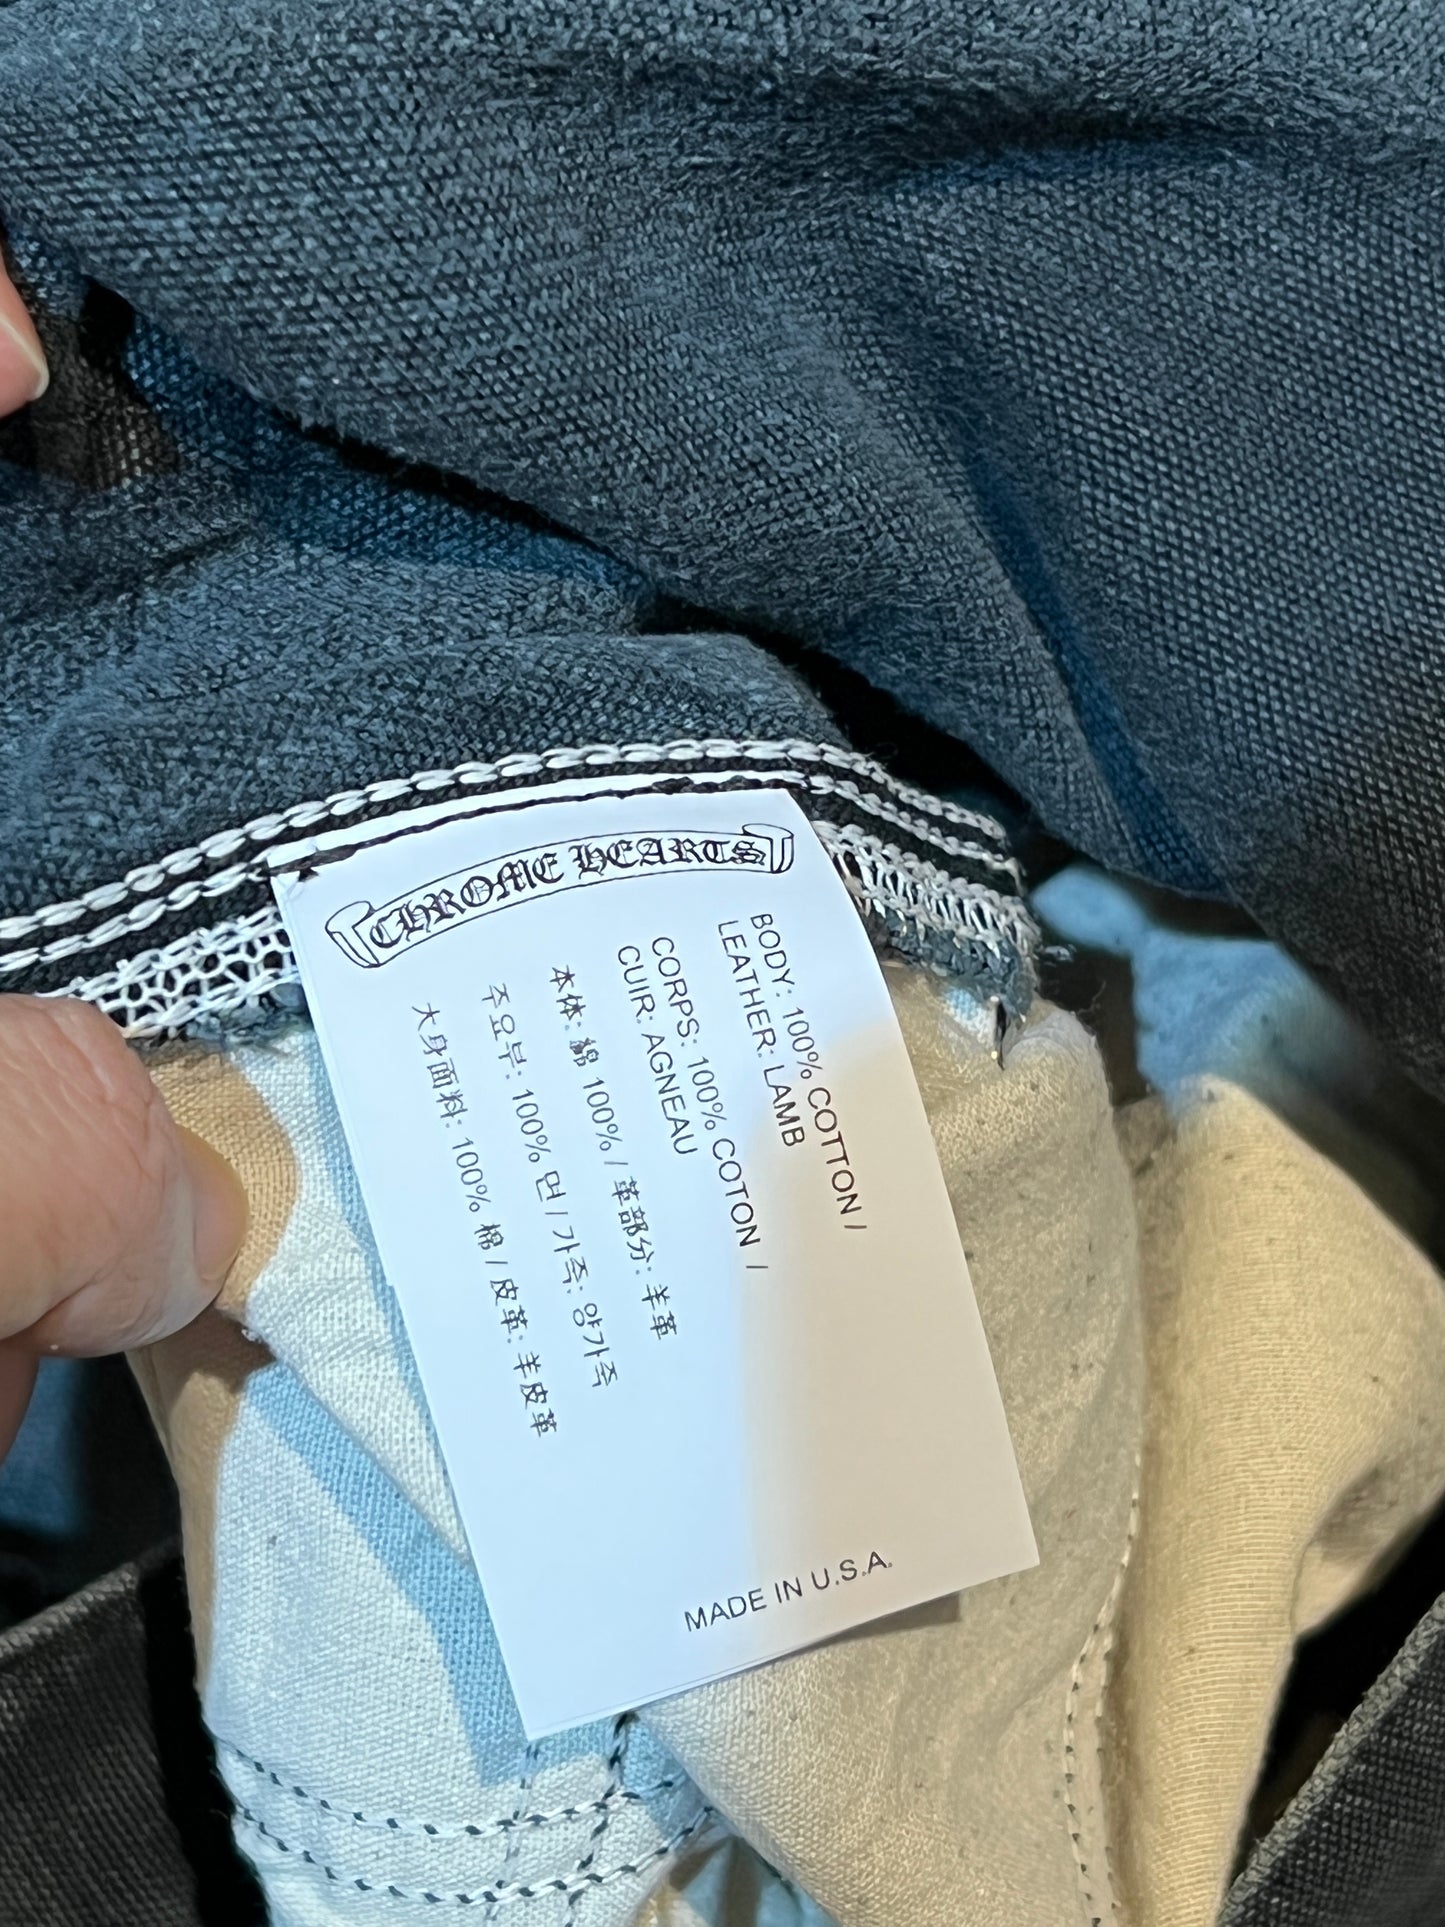 CHROME HEARTS
BODY: 100% COTTON /
LEATHER: LAMB
CORPS: 100% COTON /
CUIR: AGNEAU
本体: 綿 100% / 革部分: 羊革
주요부: 100% 면 / 가죽: 양가죽
大身面料: 100% 棉 / 皮革: 羊皮革
MADE IN U.S.A.